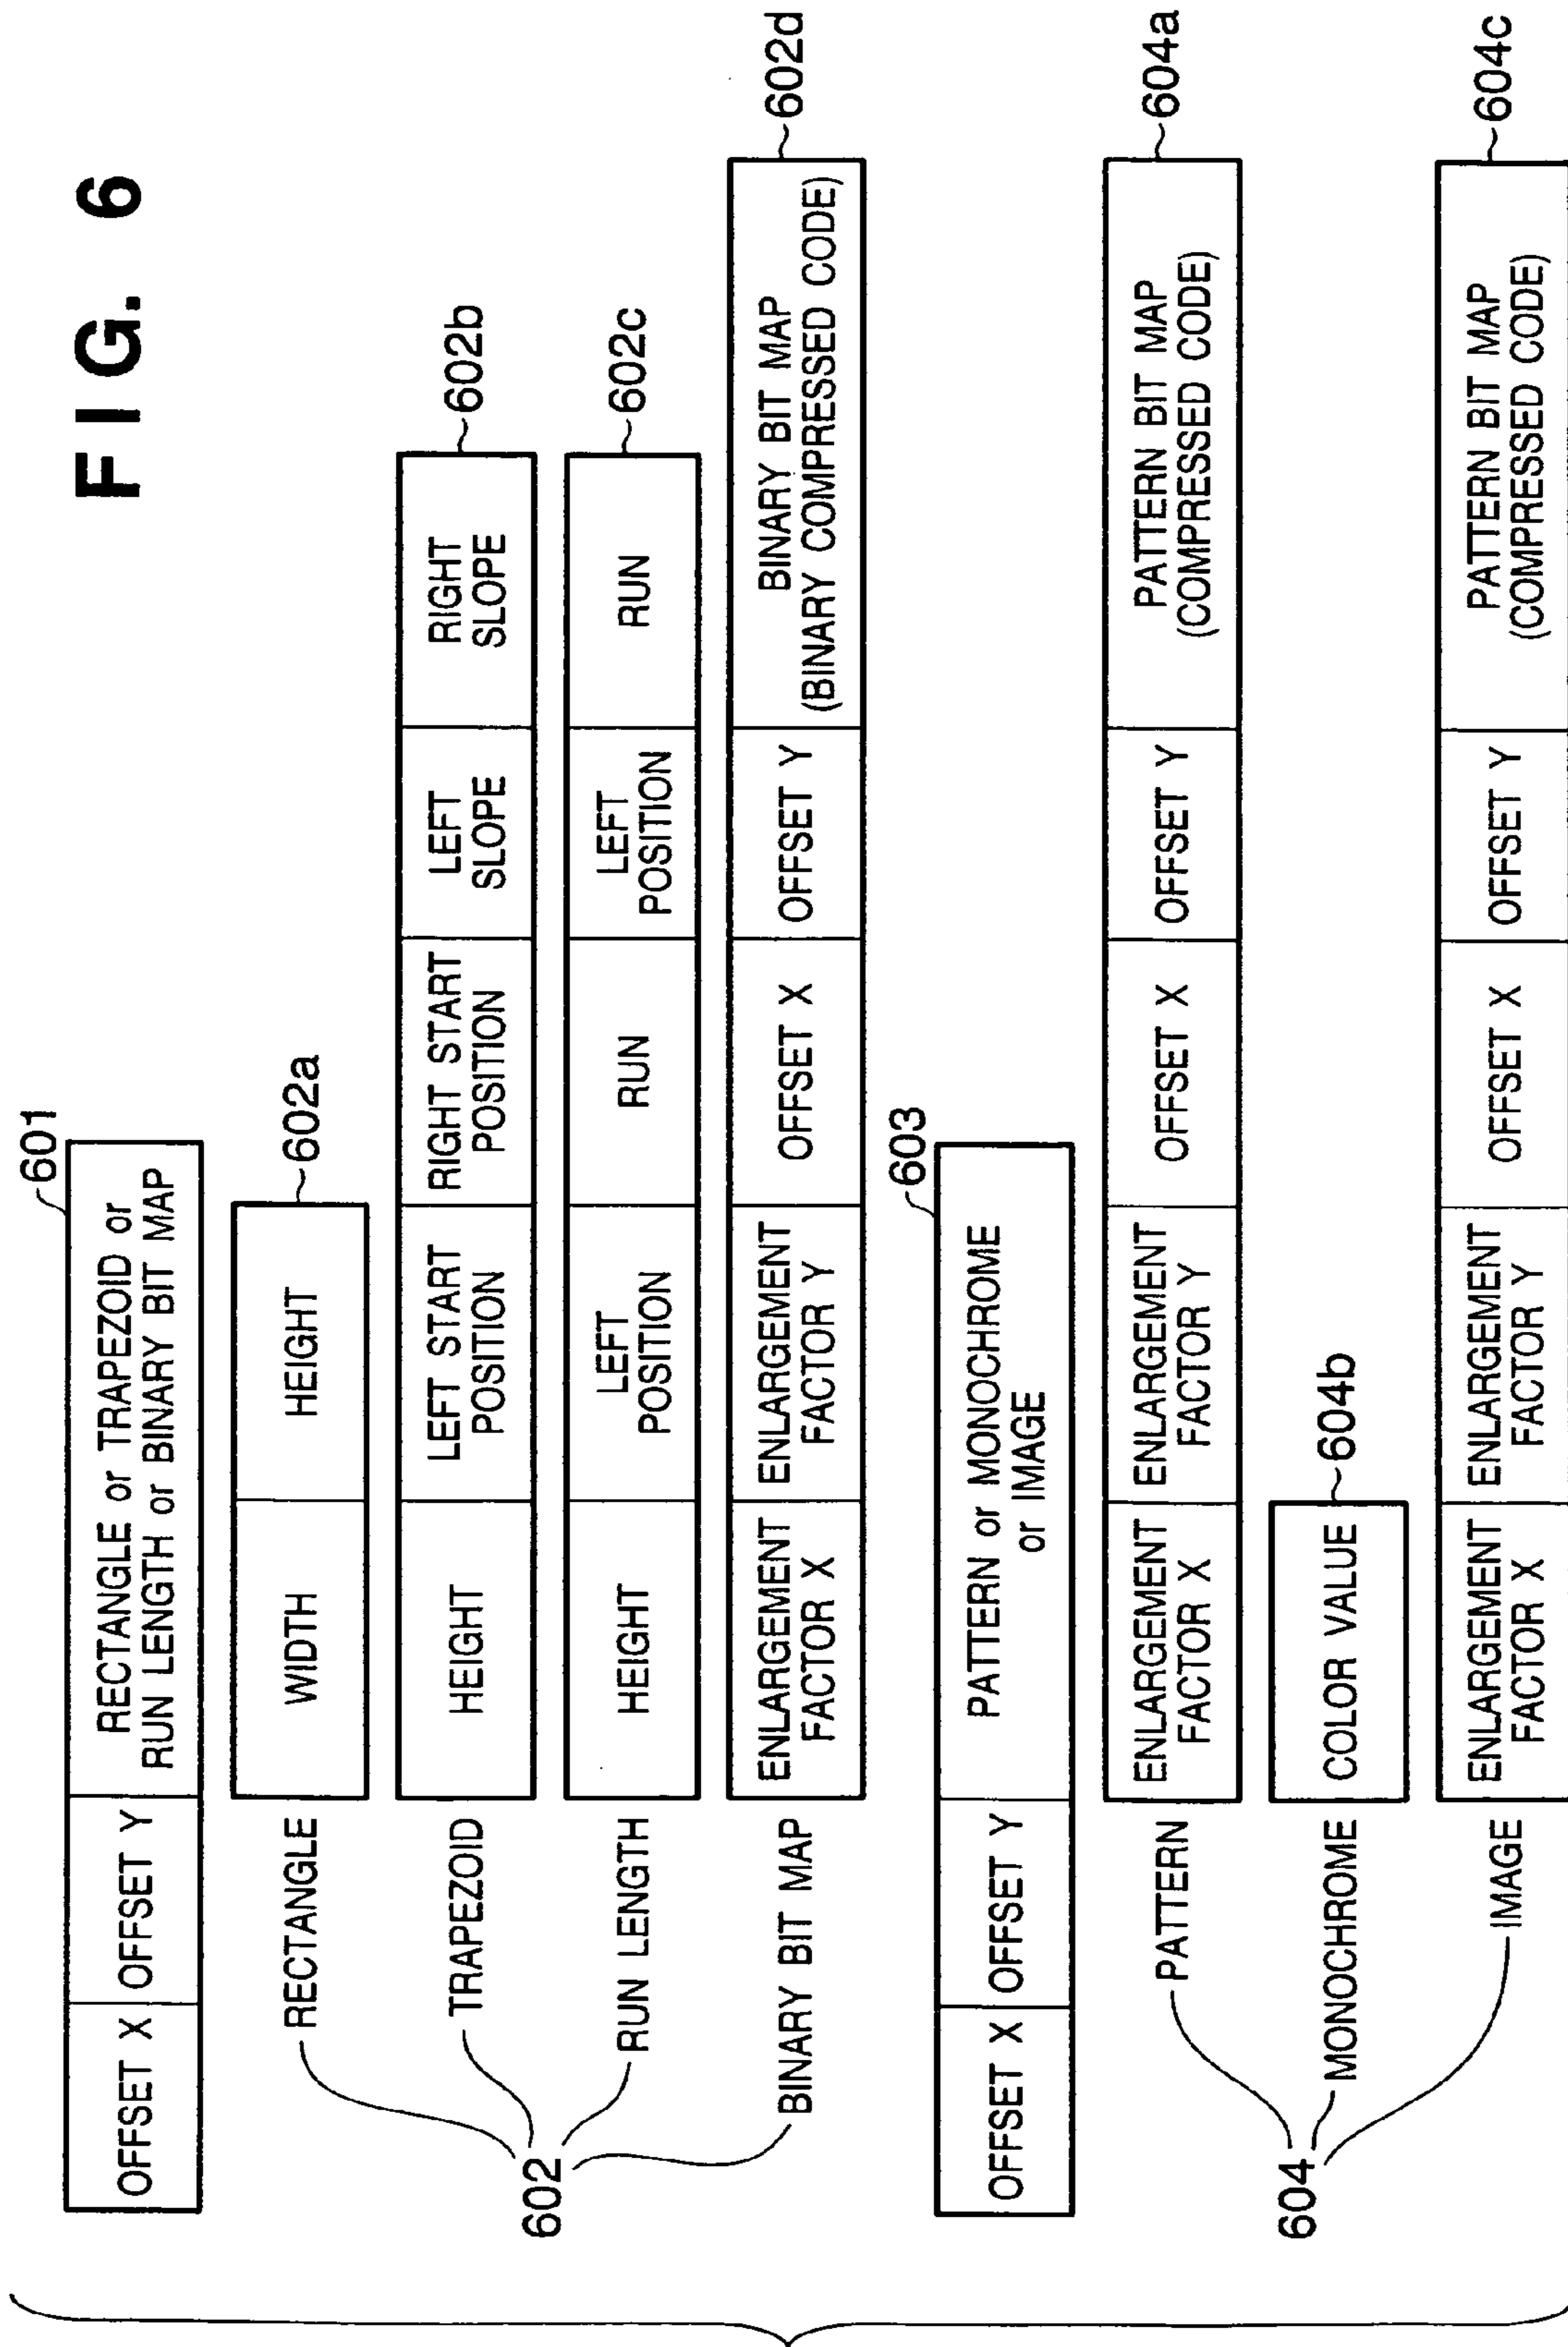 FIG. 6
601
OFFSET X
OFFSET Y
RECTANGLE or TRAPEZOID or
RUN LENGTH or BINARY BIT MAP
602
RECTANGLE
WIDTH
HEIGHT
602a
TRAPEZOID
HEIGHT
LEFT START
POSITION
RIGHT START
POSITION
LEFT
SLOPE
RIGHT
SLOPE
602b
RUN LENGTH
HEIGHT
LEFT
POSITION
RUN
LEFT
POSITION
RUN
602c
BINARY BIT MAP
ENLARGEMENT
FACTOR X
ENLARGEMENT
FACTOR Y
OFFSET X
OFFSET Y
BINARY BIT MAP
(BINARY COMPRESSED CODE)
602d
603
OFFSET X
OFFSET Y
PATTERN or MONOCHROME
or IMAGE
604
PATTERN
ENLARGEMENT
FACTOR X
ENLARGEMENT
FACTOR Y
OFFSET X
OFFSET Y
PATTERN BIT MAP
(COMPRESSED CODE)
604a
MONOCHROME
COLOR VALUE
604b
IMAGE
ENLARGEMENT
FACTOR X
ENLARGEMENT
FACTOR Y
OFFSET X
OFFSET Y
PATTERN BIT MAP
(COMPRESSED CODE)
604c